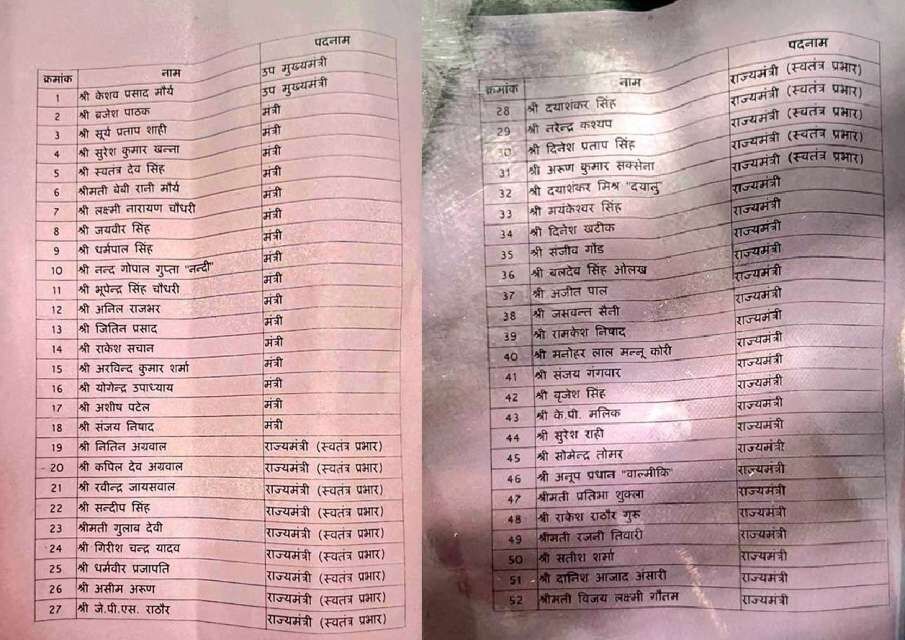 क्रमांक नाम पदनाम
1 श्री केशव प्रसाद मौर्य उप मुख्यमंत्री
2 श्री ब्रजेश पाठक उप मुख्यमंत्री
3 श्री सूर्य प्रताप शाही मंत्री
4 श्री सुरेश कुमार खन्ना मंत्री
5 श्री स्वतंत्र देव सिंह मंत्री
6 श्रीमती बेबी रानी मौर्य मंत्री
7 श्री लक्ष्मी नारायण चौधरी मंत्री
8 श्री जयवीर सिंह मंत्री
9 श्री धर्मपाल सिंह मंत्री
10 श्री नन्द गोपाल गुप्ता "नन्दी" मंत्री
11 श्री भूपेन्द्र सिंह चौधरी मंत्री
12 श्री अनिल राजभर मंत्री
13 श्री जितिन प्रसाद मंत्री
14 श्री राकेश सचान मंत्री
15 श्री अरविन्द कुमार शर्मा मंत्री
16 श्री योगेन्द्र उपाध्याय मंत्री
17 श्री अशीष पटेल मंत्री
18 श्री संजय निषाद मंत्री
19 श्री नितिन अग्रवाल राज्यमंत्री (स्वतंत्र प्रभार)
20 श्री कपिल देव अग्रवाल राज्यमंत्री (स्वतंत्र प्रभार)
21 श्री रवीन्द्र जायसवाल राज्यमंत्री (स्वतंत्र प्रभार)
22 श्री सन्दीप सिंह राज्यमंत्री (स्वतंत्र प्रभार)
23 श्रीमती गुलाब देवी राज्यमंत्री (स्वतंत्र प्रभार)
24 श्री गिरीश चन्द्र यादव राज्यमंत्री (स्वतंत्र प्रभार)
25 श्री धर्मवीर प्रजापति राज्यमंत्री (स्वतंत्र प्रभार)
26 श्री असीम अरूण राज्यमंत्री (स्वतंत्र प्रभार)
27 श्री जे.पी.एस. राठौर राज्यमंत्री (स्वतंत्र प्रभार)
क्रमांक नाम पदनाम
28 श्री दयाशंकर सिंह राज्यमंत्री (स्वतंत्र प्रभार)
29 श्री नरेन्द्र कश्यप राज्यमंत्री (स्वतंत्र प्रभार)
30 श्री दिनेश प्रताप सिंह राज्यमंत्री (स्वतंत्र प्रभार)
31 श्री अरूण कुमार सक्सेना राज्यमंत्री (स्वतंत्र प्रभार)
32 श्री दयाशंकर मिश्र "दयालु" राज्यमंत्री (स्वतंत्र प्रभार)
33 श्री मयंकेश्वर सिंह राज्यमंत्री
34 श्री दिनेश खटीक राज्यमंत्री
35 श्री संजीव गोंड राज्यमंत्री
36 श्री बलदेव सिंह ओलख राज्यमंत्री
37 श्री अजीत पाल राज्यमंत्री
38 श्री जसवन्त सैनी राज्यमंत्री
39 श्री रामकेश निषाद राज्यमंत्री
40 श्री मनोहर लाल मन्नू कोरी राज्यमंत्री
41 श्री संजय गंगवार राज्यमंत्री
42 श्री बृजेश सिंह राज्यमंत्री
43 श्री के.पी. मलिक राज्यमंत्री
44 श्री सुरेश राही राज्यमंत्री
45 श्री सोमेन्द्र तोमर राज्यमंत्री
46 श्री अनूप प्रधान "वाल्मीकि" राज्यमंत्री
47 श्रीमती प्रतिभा शुक्ला राज्यमंत्री
48 श्री राकेश राठौर गुरू राज्यमंत्री
49 श्रीमती रजनी तिवारी राज्यमंत्री
50 श्री सतीश शर्मा राज्यमंत्री
51 श्री दानिश आजाद अंसारी राज्यमंत्री
52 श्रीमती विजय लक्ष्मी गौतम राज्यमंत्री